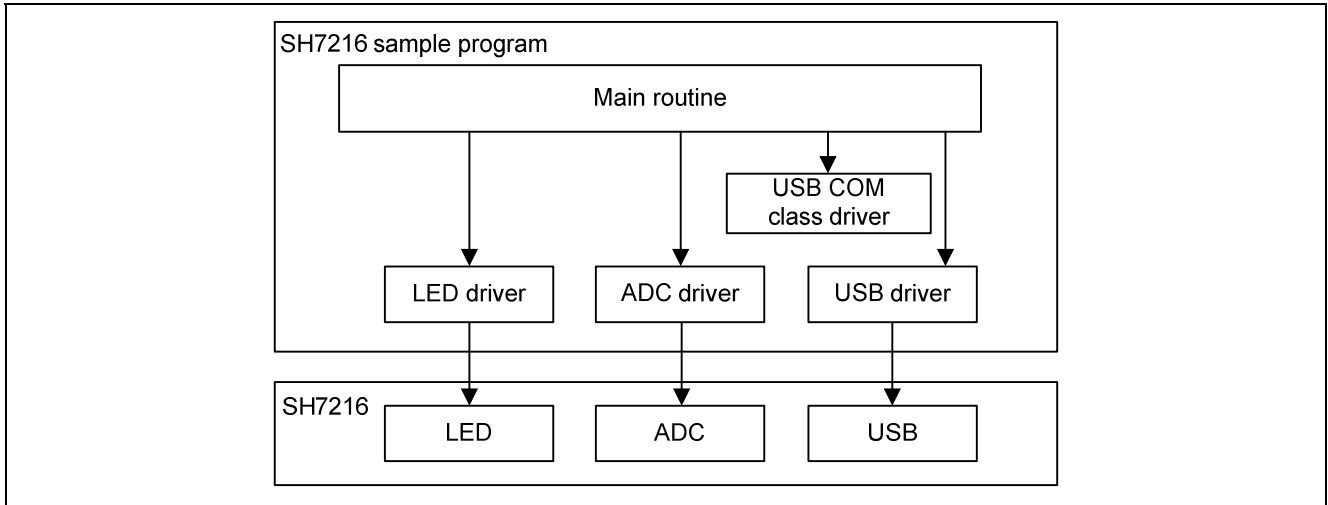 SH7216 sample program
Main routine
USB COM
class driver
LED driver
ADC driver
USB driver
SH7216
LED
ADC
USB